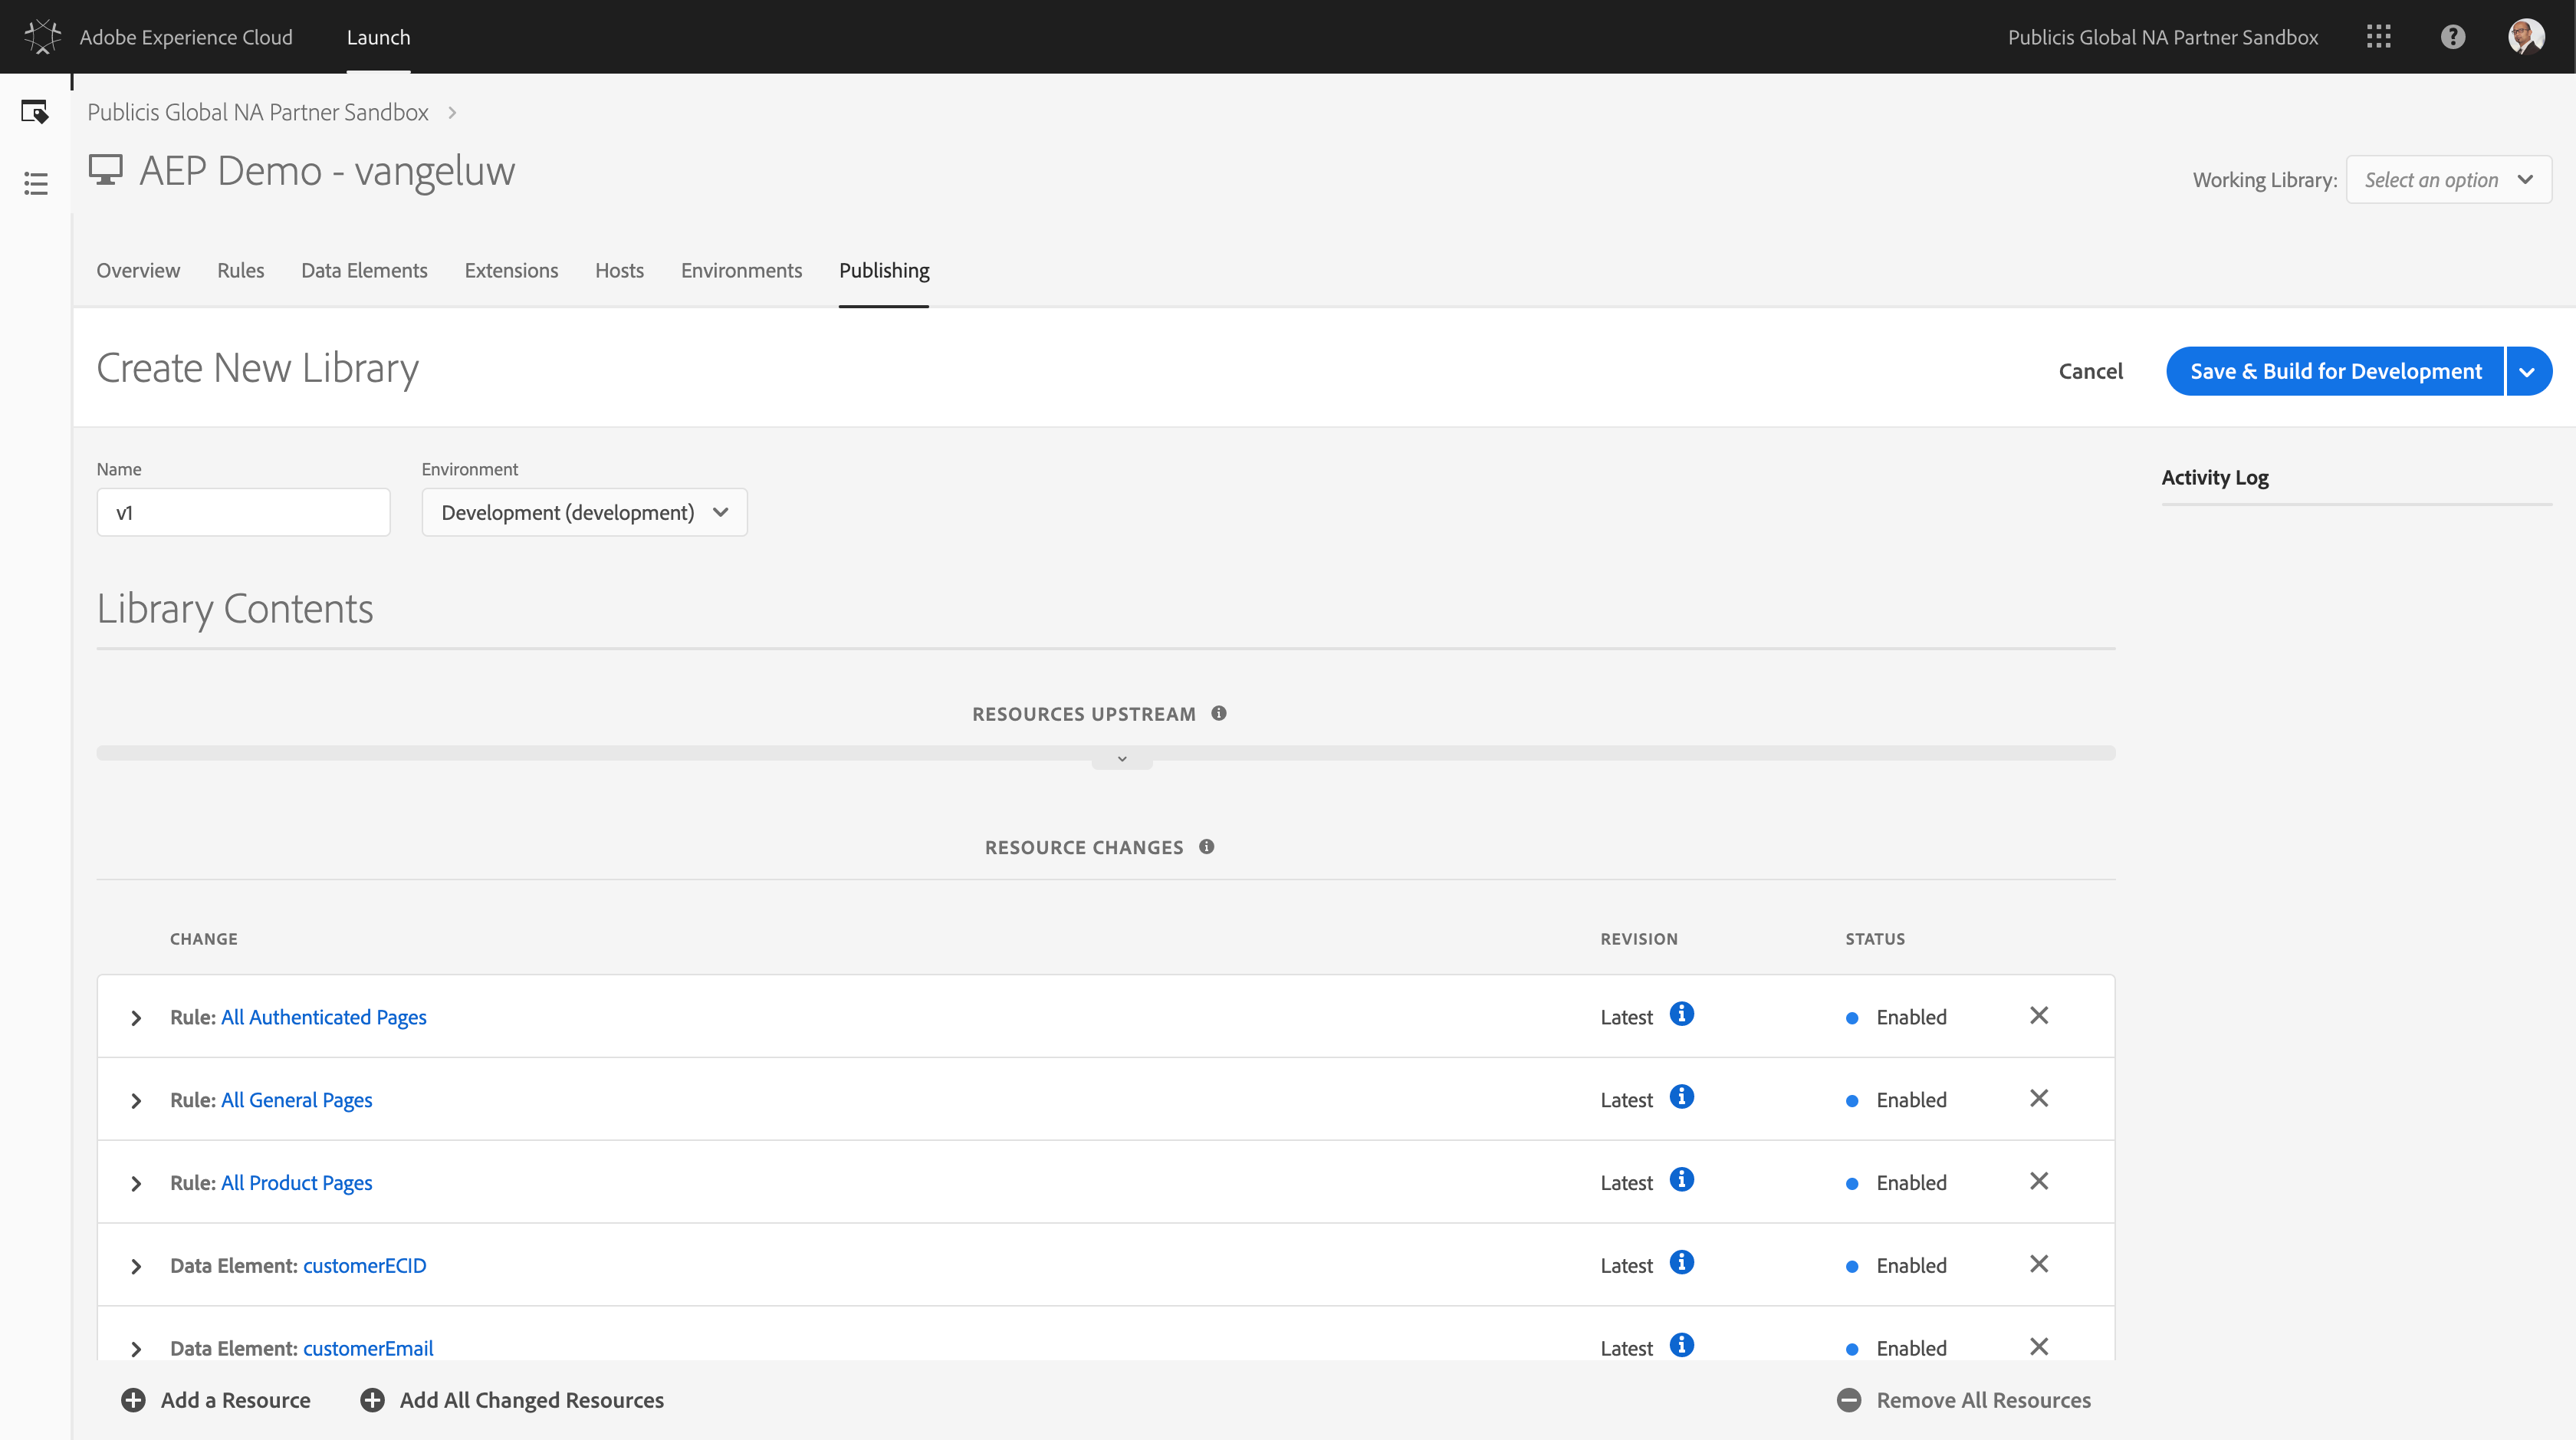 Adobe Experience Cloud Launch Publicis Global NA Partner Sandbox
Publicis Global NA Partner Sandbox
AEP Demo - vangeluw
Working Library: Select an option
Overview Rules Data Elements Extensions Hosts Environments Publishing
Create New Library
Cancel Save & Build for Development
Name Environment
v1 Development (development)
Activity Log
Library Contents
RESOURCES UPSTREAM
RESOURCE CHANGES
CHANGE REVISION STATUS
Rule: All Authenticated Pages Latest Enabled
Rule: All General Pages Latest Enabled
Rule: All Product Pages Latest Enabled
Data Element: customerECID Latest Enabled
Data Element: customerEmail Latest Enabled
Add a Resource Add All Changed Resources Remove All Resources